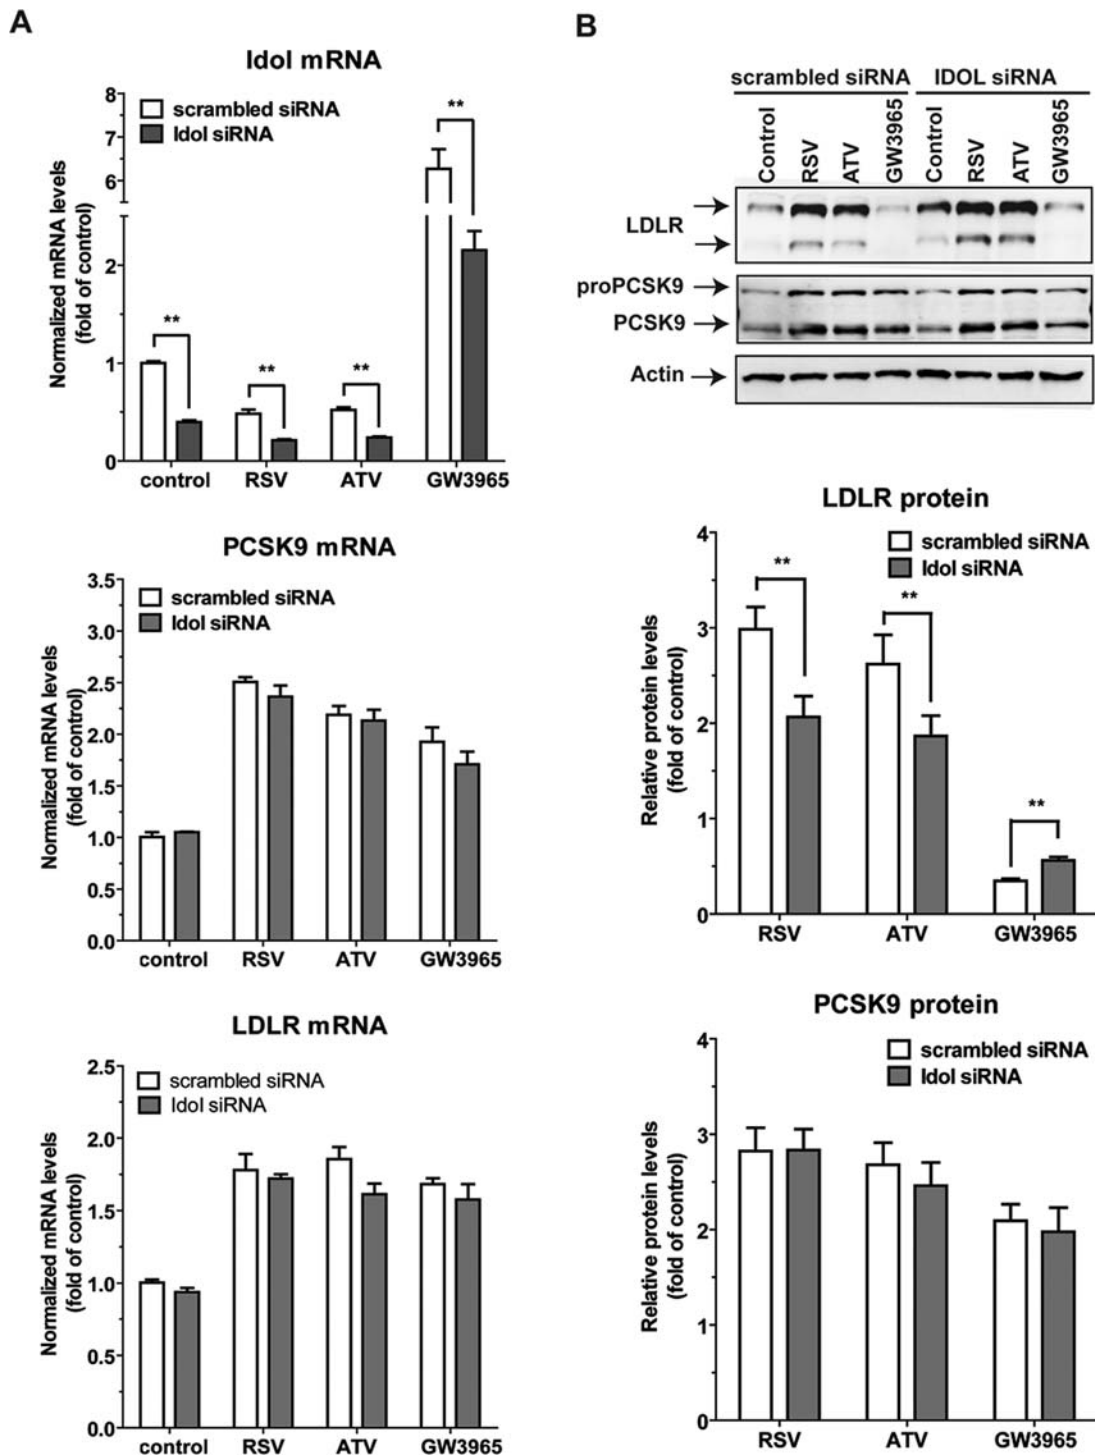 A
Idol mRNA
scrambled siRNA
Idol siRNA
Normalized mRNA levels
(fold of control)
8
7
6
2
1
0
**
**
**
**
control
RSV
ATV
GW3965
PCSK9 mRNA
scrambled siRNA
Idol siRNA
Normalized mRNA levels
(fold of control)
3.5
3.0
2.5
2.0
1.5
1.0
0.5
0.0
control
RSV
ATV
GW3965
LDLR mRNA
scrambled siRNA
Idol siRNA
Normalized mRNA levels
(fold of control)
2.5
2.0
1.5
1.0
0.5
0.0
control
RSV
ATV
GW3965
B
scrambled siRNA
IDOL siRNA
Control
RSV
ATV
GW3965
Control
RSV
ATV
GW3965
LDLR
proPCSK9
PCSK9
Actin
LDLR protein
scrambled siRNA
Idol siRNA
Relative protein levels
(fold of control)
4
3
2
1
0
**
**
**
RSV
ATV
GW3965
PCSK9 protein
scrambled siRNA
Idol siRNA
Relative protein levels
(fold of control)
4
3
2
1
0
RSV
ATV
GW3965